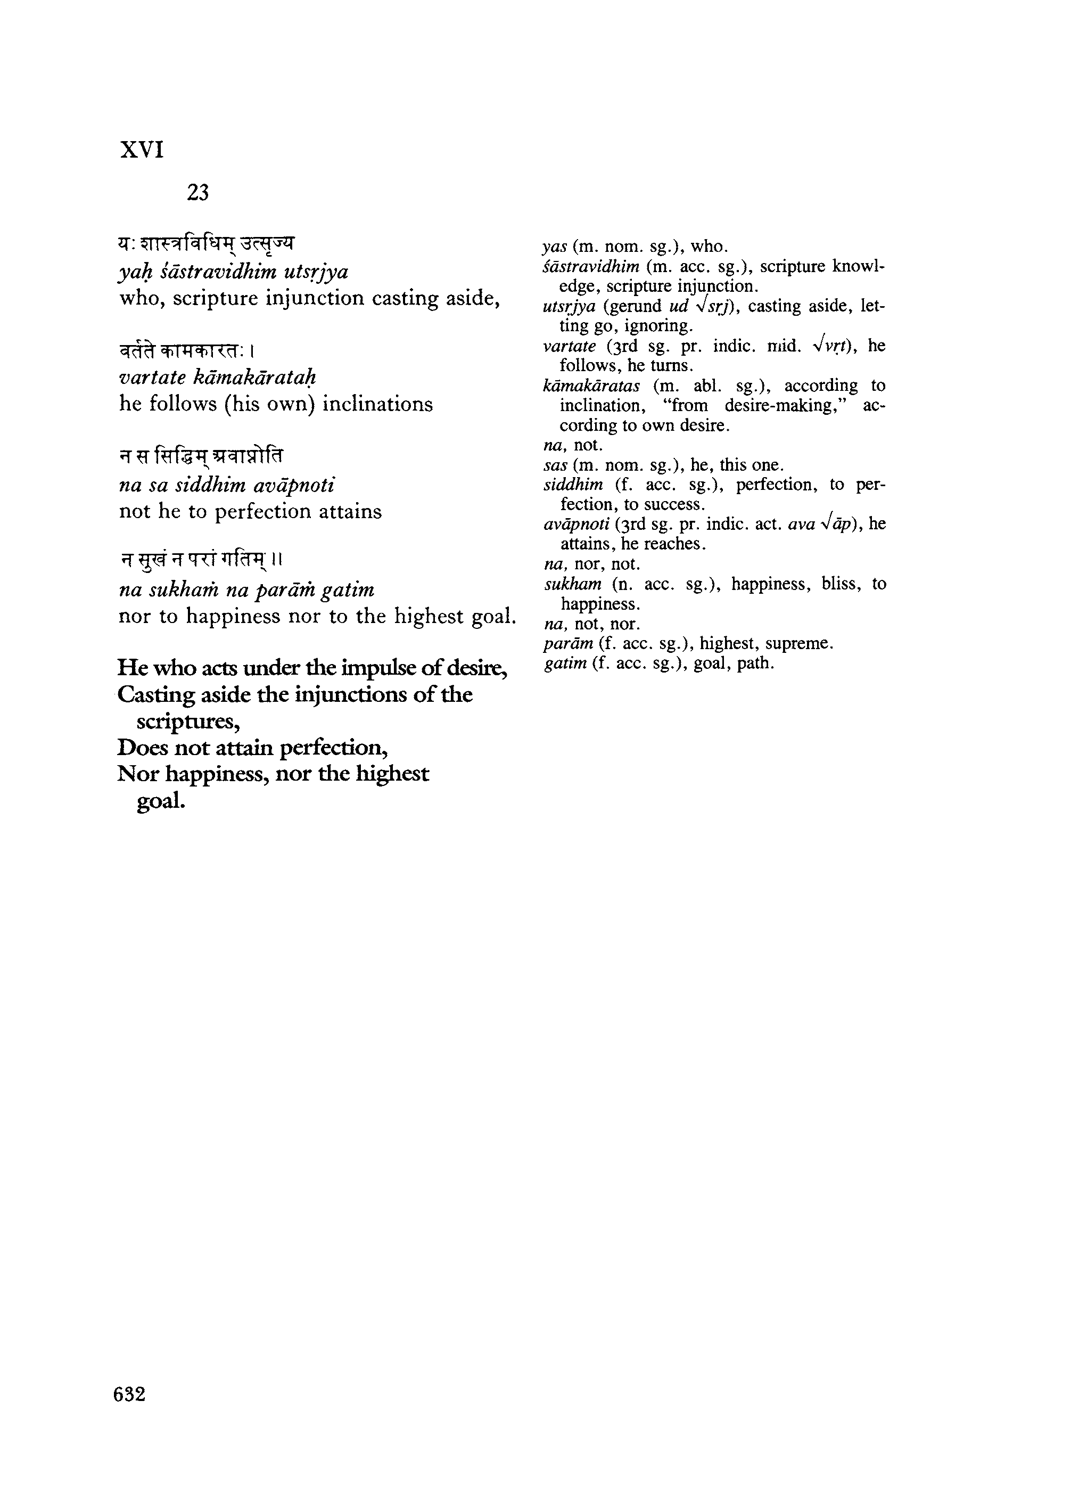 XVI
23
यः शास्त्रविधिम् उत्सृज्य
yaḥ śāstravidhim utsṛjya
who, scripture injunction casting aside,
वर्तते कामकारतः ।
vartate kāmakārataḥ
he follows (his own) inclinations
न स सिद्धिम् अवाप्नोति
na sa siddhim avāpnoti
not he to perfection attains
न सुखं न परां गतिम् ॥
na sukhaṁ na parāṁ gatim
nor to happiness nor to the highest goal.
He who acts under the impulse of desire,
Casting aside the injunctions of the
scriptures,
Does not attain perfection,
Nor happiness, nor the highest
goal.
yas (m. nom. sg.), who.
śāstravidhim (m. acc. sg.), scripture knowl-
edge, scripture injunction.
utsṛjya (gerund ud √sṛj), casting aside, let-
ting go, ignoring.
vartate (3rd sg. pr. indic. mid. √vṛt), he
follows, he turns.
kāmakāratas (m. abl. sg.), according to
inclination, “from desire-making,” ac-
cording to own desire.
na, not.
sas (m. nom. sg.), he, this one.
siddhim (f. acc. sg.), perfection, to per-
fection, to success.
avāpnoti (3rd sg. pr. indic. act. ava √āp), he
attains, he reaches.
na, nor, not.
sukham (n. acc. sg.), happiness, bliss, to
happiness.
na, not, nor.
parām (f. acc. sg.), highest, supreme.
gatim (f. acc. sg.), goal, path.
632